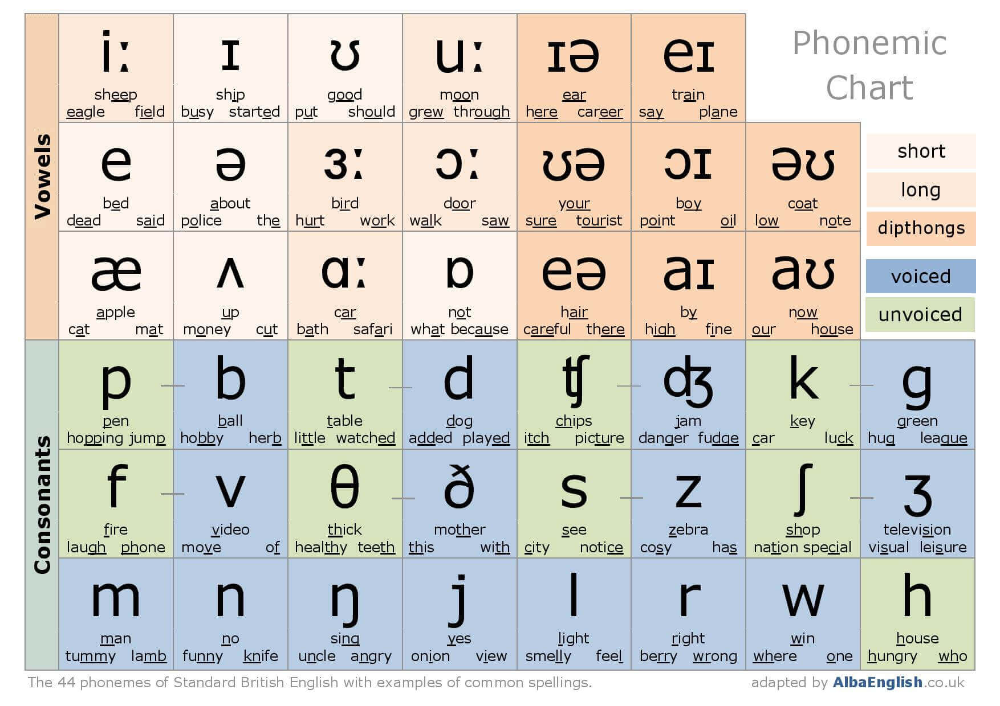 Phonemic
Chart
Vowels
iː ɪ ʊ uː ɪə eɪ
sheep ship good moon ear train
eagle field busy started put should grew through here career say plane
e ə ɜː ɔː ʊə ɔɪ əʊ
bed about bird door your boy coat
dead said police the hurt work walk saw sure tourist point oil low note
æ ʌ ɑː ɒ eə aɪ aʊ
apple up car not hair by now
cat mat money cut bath safari what because careful there high fine our house
short
long
dipthongs
voiced
unvoiced
Consonants
p b t d ʧ ʤ k g
pen ball table dog chips jam key green
hopping jump hobby herb little watched added played itch picture danger fudge car luck hug league
f v θ ð s z ʃ ʒ
fire video thick mother see zebra shop television
laugh phone move of healthy teeth this with city notice cosy has nation special visual leisure
m n ŋ j l r w h
man no sing yes light right win house
tummy lamb funny knife uncle angry onion view smelly feel berry wrong where one hungry who
The 44 phonemes of Standard British English with examples of common spellings.
adapted by AlbaEnglish.co.uk